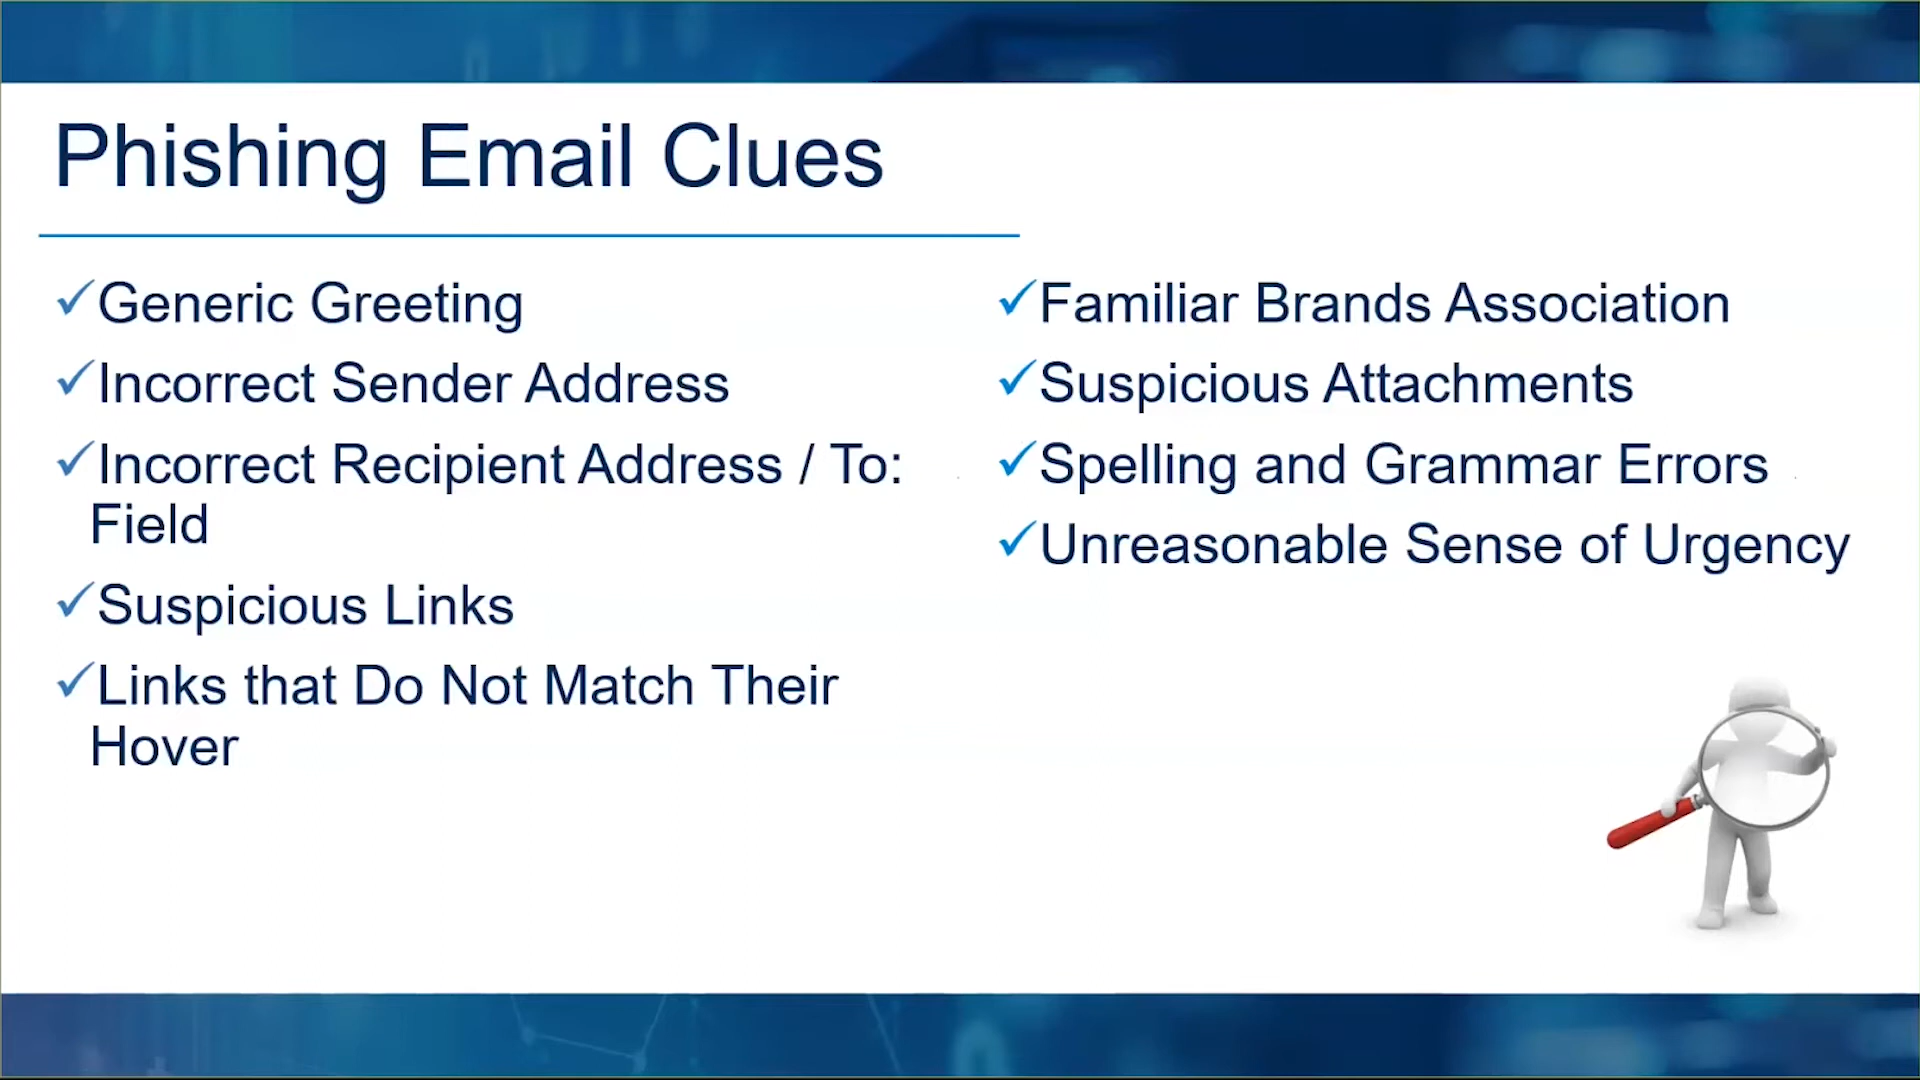 Phishing Email Clues
✓Generic Greeting
✓Incorrect Sender Address
✓Incorrect Recipient Address / To:
Field
✓Suspicious Links
✓Links that Do Not Match Their
Hover
✓Familiar Brands Association
✓Suspicious Attachments
✓Spelling and Grammar Errors
✓Unreasonable Sense of Urgency